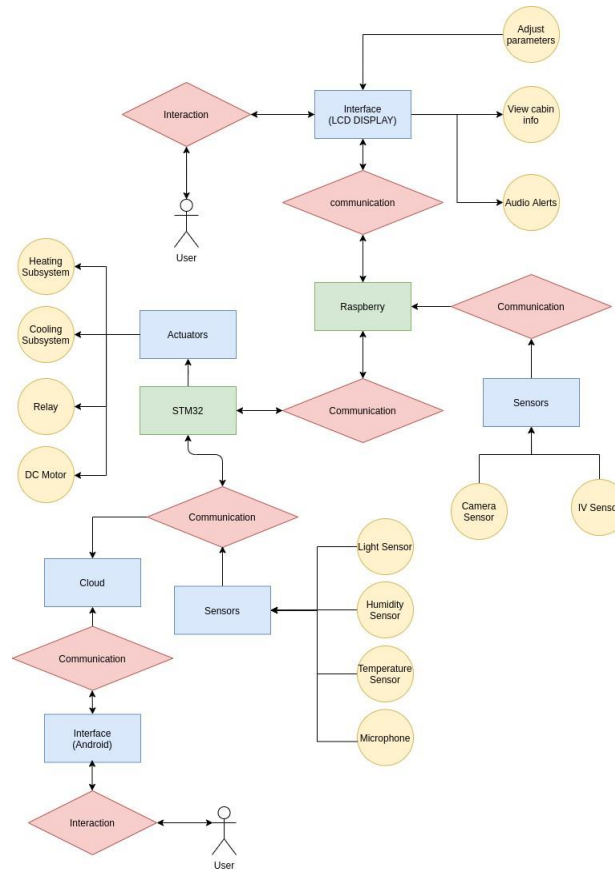 Adjust
parameters
Interaction
Interface
(LCD DISPLAY)
View cabin
info
communication
Audio Alerts
User
Heating
Subsystem
Cooling
Subsystem
Actuators
Raspberry
Communication
Relay
STM32
Communication
Sensors
DC Motor
Camera
Sensor
IV Sensor
Communication
Light Sensor
Cloud
Sensors
Humidity
Sensor
Communication
Temperature
Sensor
Interface
(Android)
Microphone
Interaction
User